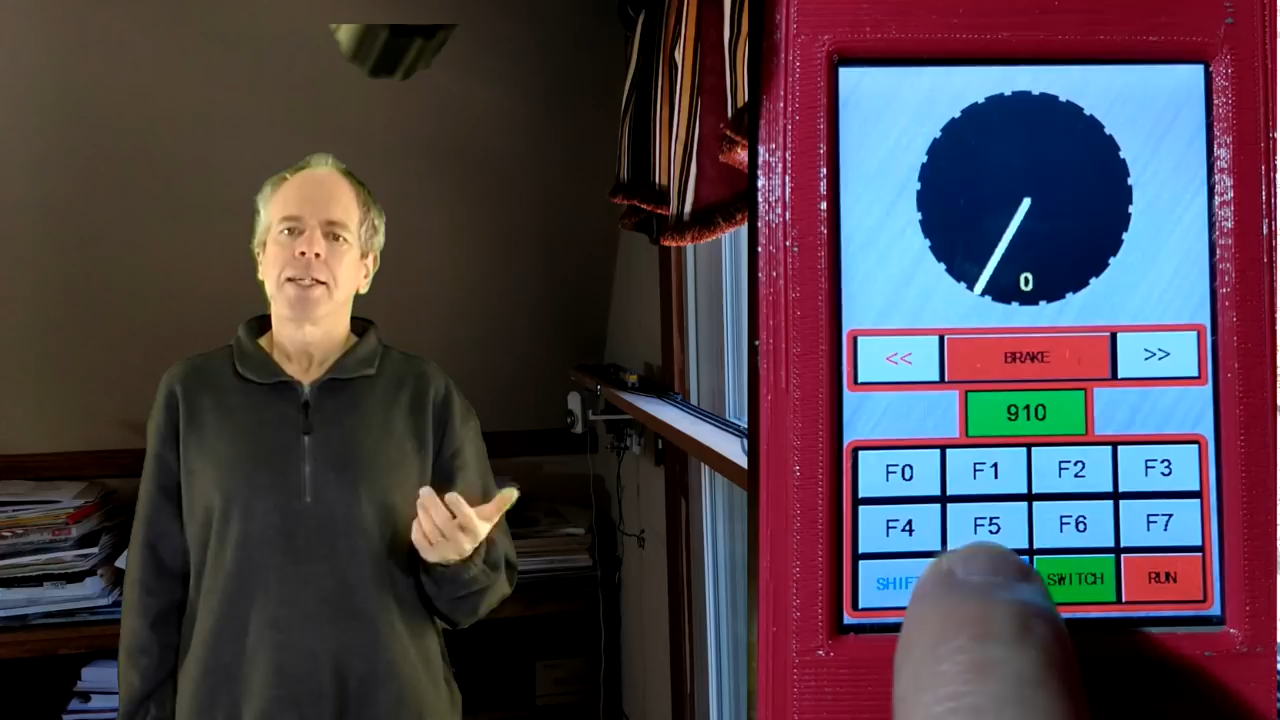 0
<< BRAKE >>
910
F0 F1 F2 F3
F4 F5 F6 F7
SWITCH RUN